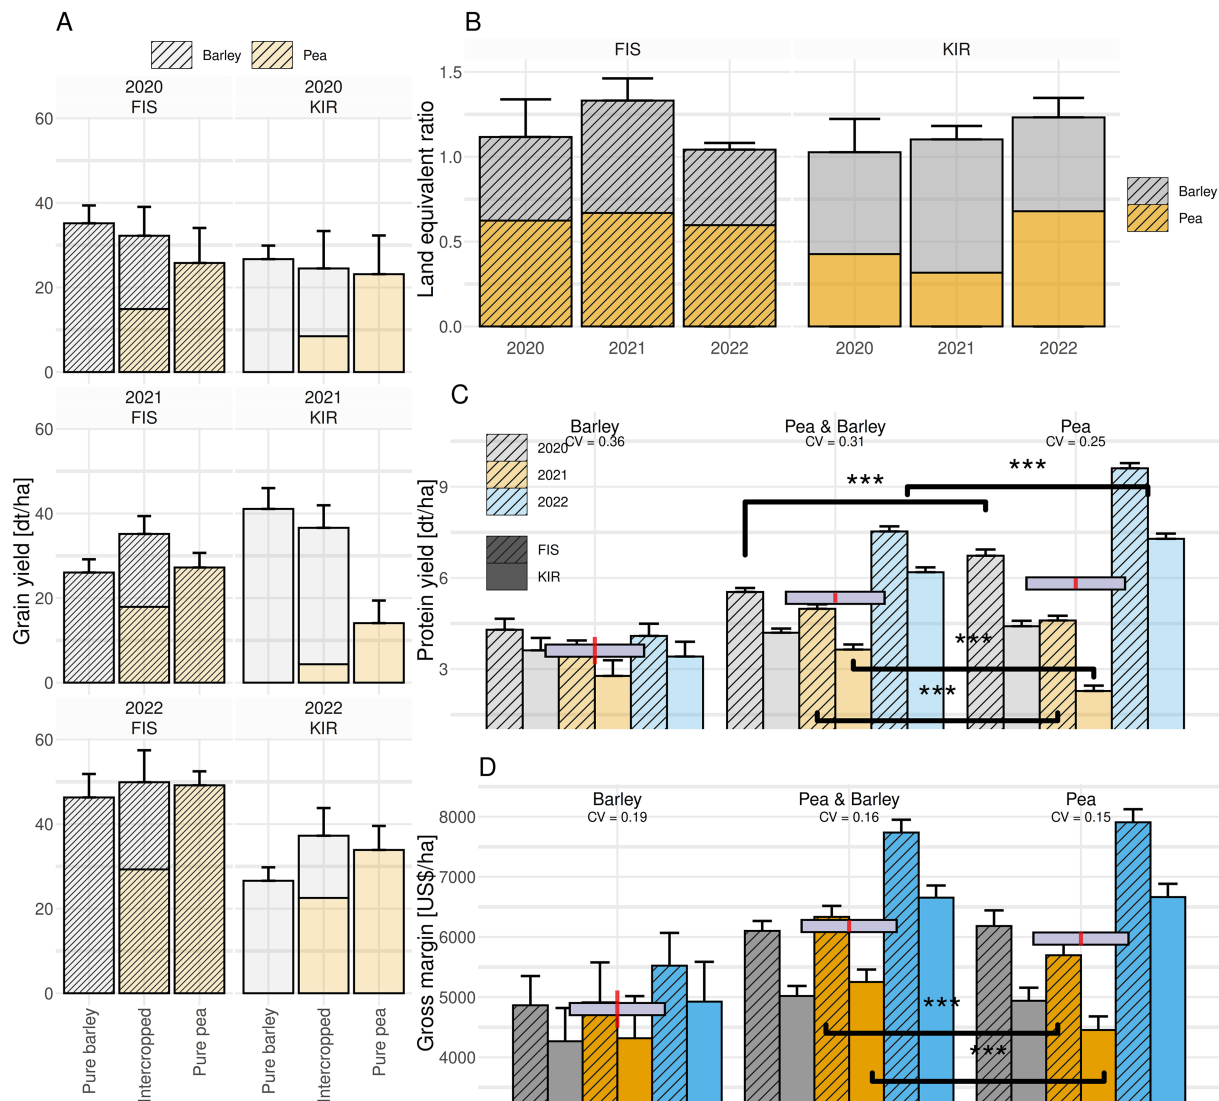 A
Barley
Pea
2020
FIS
2020
KIR
60
40
20
0
2021
FIS
2021
KIR
60
40
20
0
2022
FIS
2022
KIR
60
40
20
0
Grain yield [dt/ha]
Pure barley
Intercropped
Pure pea
Pure barley
Intercropped
Pure pea
B
FIS
KIR
1.5
1.0
0.5
0.0
Land equivalent ratio
2020
2021
2022
2020
2021
2022
Barley
Pea
C
Barley
CV = 0.36
Pea & Barley
CV = 0.31
Pea
CV = 0.25
2020
2021
2022
FIS
KIR
9
6
3
Protein yield [dt/ha]
***
***
***
***
D
Barley
CV = 0.19
Pea & Barley
CV = 0.16
Pea
CV = 0.15
8000
7000
6000
5000
4000
Gross margin [US$/ha]
***
***